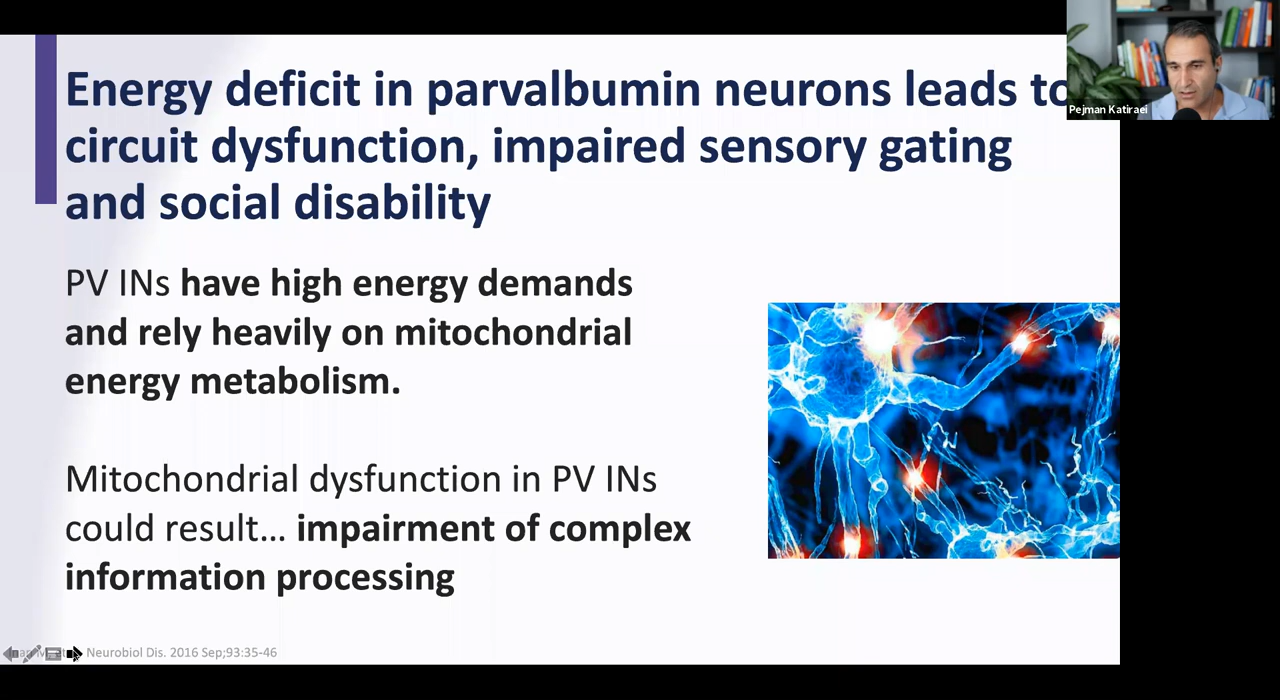 Energy deficit in parvalbumin neurons leads to
circuit dysfunction, impaired sensory gating
and social disability
Pejman Katiraei
PV INs have high energy demands
and rely heavily on mitochondrial
energy metabolism.
Mitochondrial dysfunction in PV INs
could result... impairment of complex
information processing
Neurobiol Dis. 2016 Sep;93:35-46